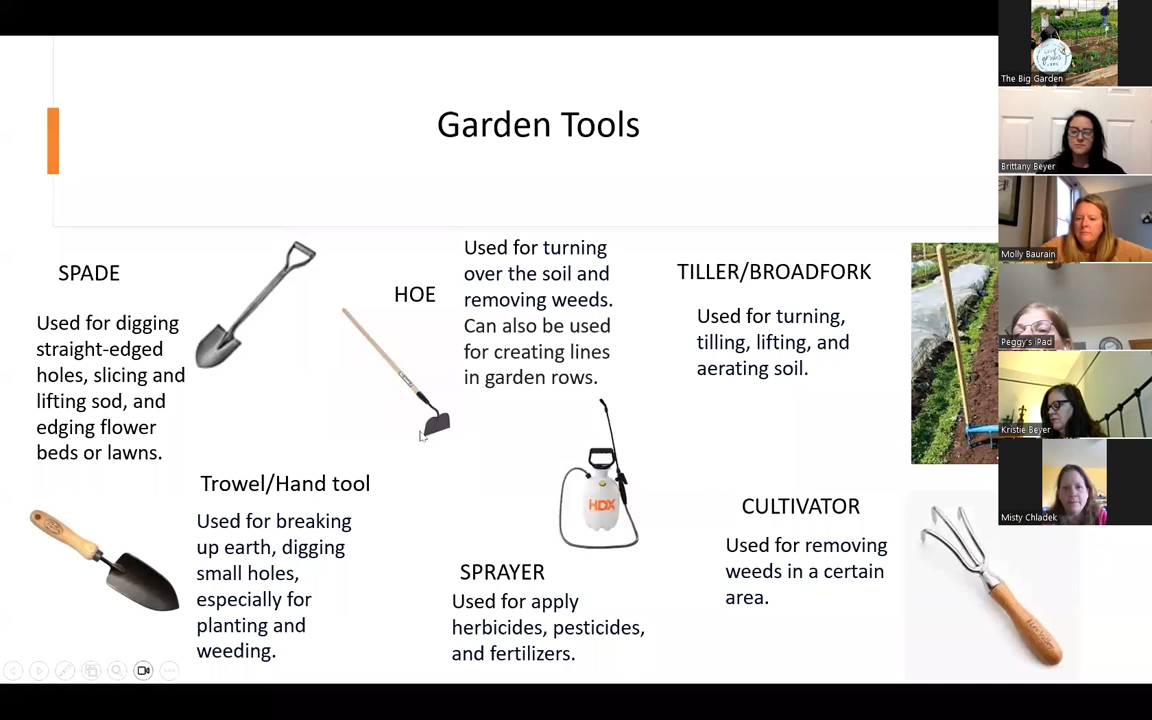 Garden Tools
SPADE
Used for digging
straight-edged
holes, slicing and
lifting sod, and
edging flower
beds or lawns.
HOE
Used for turning
over the soil and
removing weeds.
Can also be used
for creating lines
in garden rows.
TILLER/BROADFORK
Used for turning,
tilling, lifting, and
aerating soil.
Trowel/Hand tool
Used for breaking
up earth, digging
small holes,
especially for
planting and
weeding.
HDX
SPRAYER
Used for apply
herbicides, pesticides,
and fertilizers.
CULTIVATOR
Used for removing
weeds in a certain
area.
The Big Garden
Brittany Beyer
Molly Baurain
Peggy's iPad
Kristie Beyer
Misty Chladek